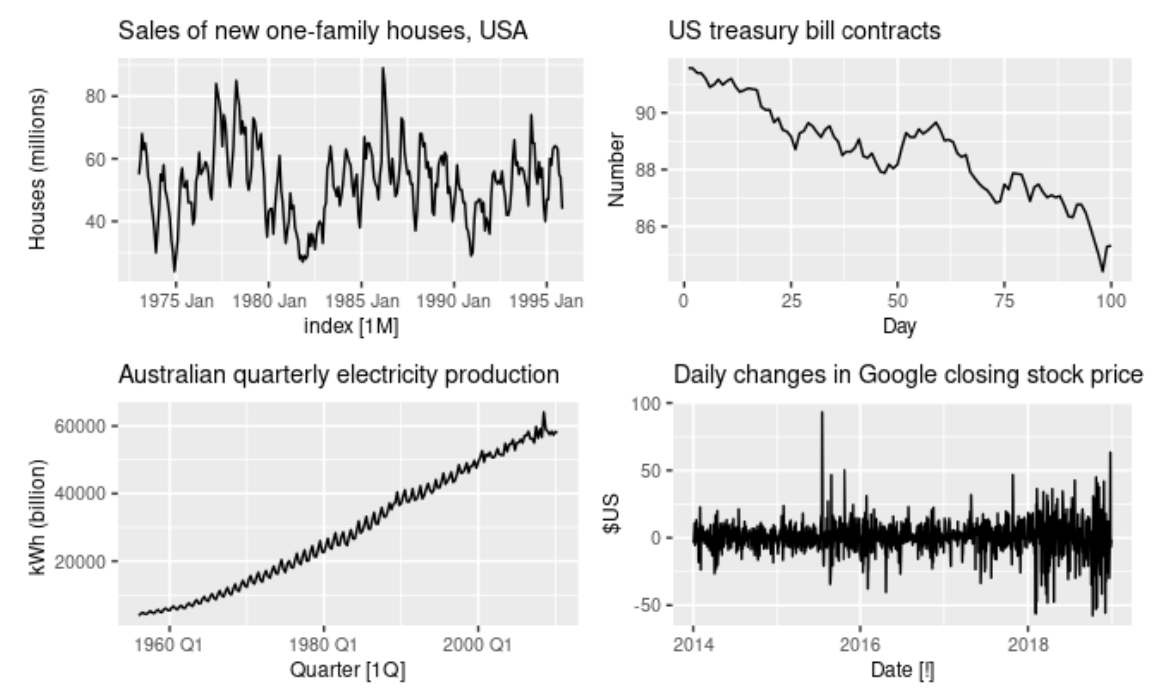 Sales of new one-family houses, USA
Houses (millions)
80
60
40
1975 Jan 1980 Jan 1985 Jan 1990 Jan 1995 Jan
index [1M]
US treasury bill contracts
Number
90
88
86
0 25 50 75 100
Day
Australian quarterly electricity production
kWh (billion)
60000
40000
20000
1960 Q1 1980 Q1 2000 Q1
Quarter [1Q]
Daily changes in Google closing stock price
$US
100
50
0
-50
2014 2016 2018
Date [!]